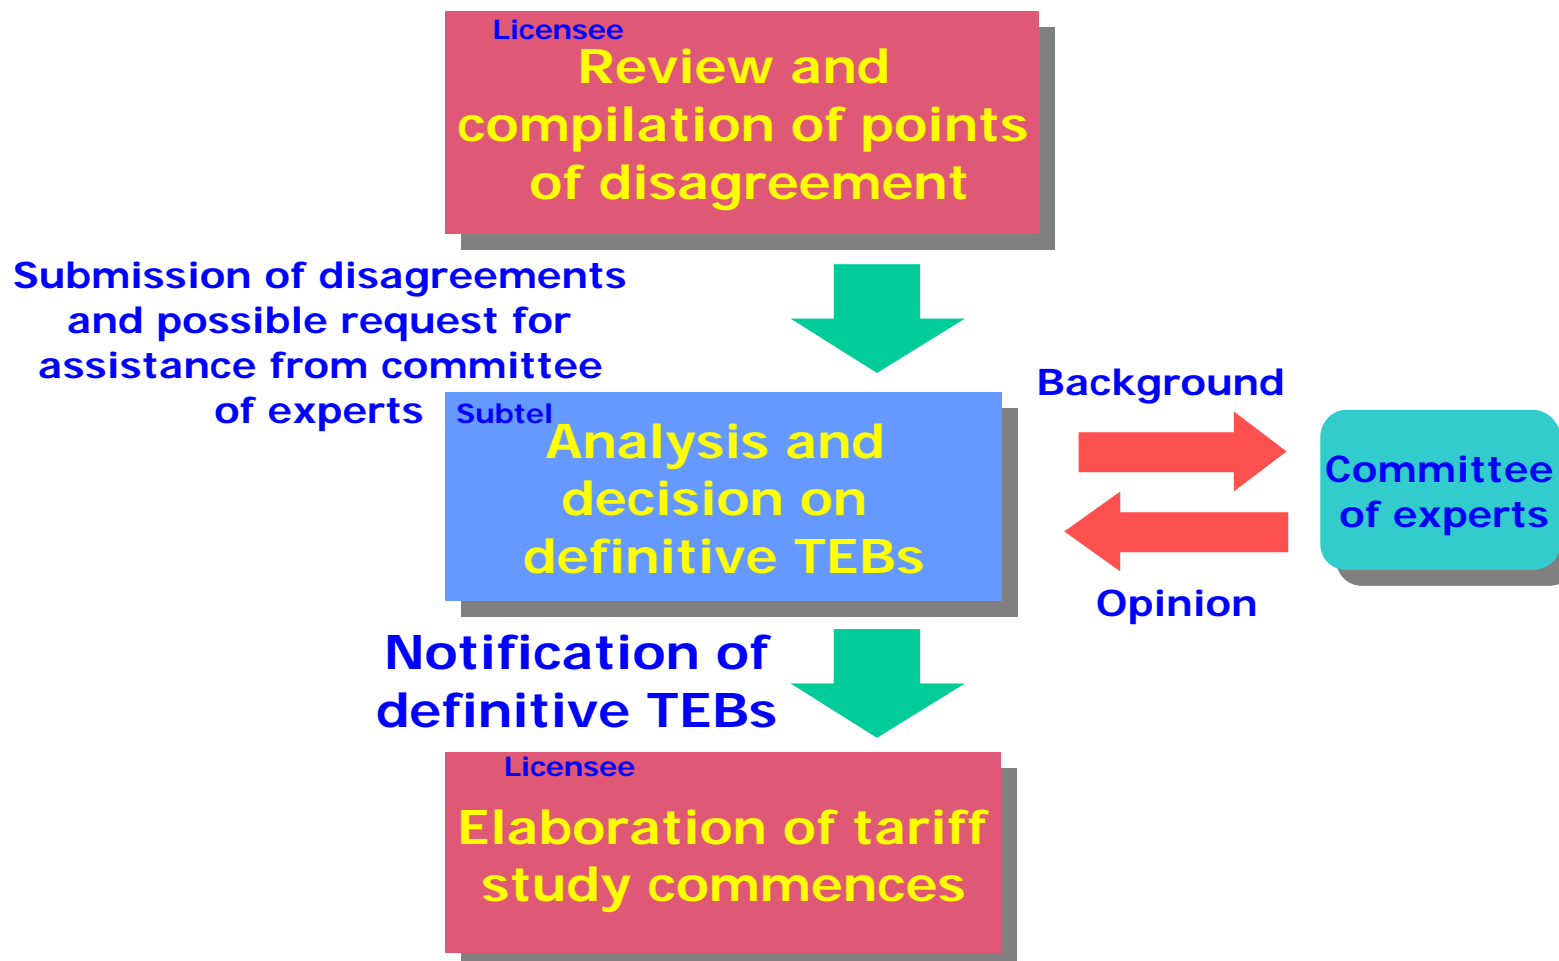 Licensee
Review and
compilation of points
of disagreement
Submission of disagreements
and possible request for
assistance from committee
of experts
Subtel
Analysis and
decision on
definitive TEBs
Background
Committee
of experts
Opinion
Notification of
definitive TEBs
Licensee
Elaboration of tariff
study commences